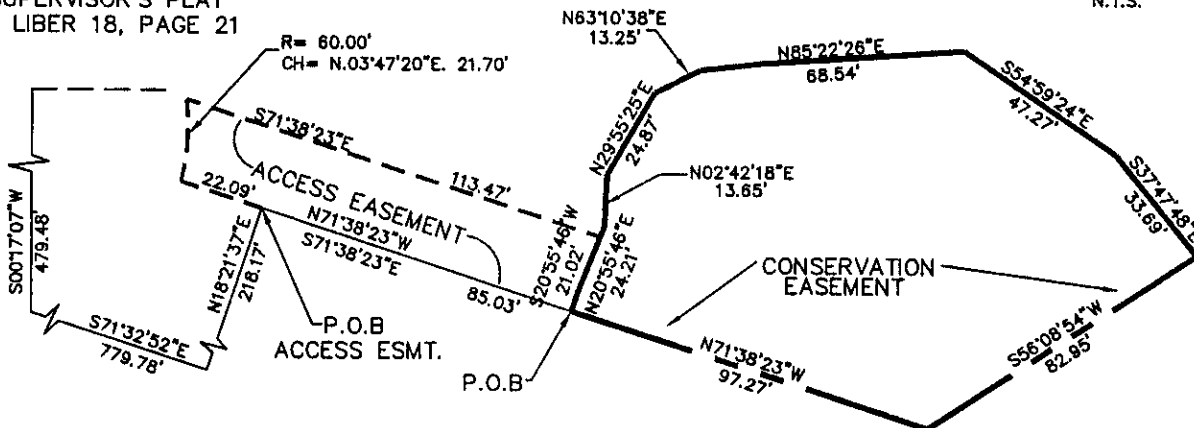 SUPERVISOR'S PLAT
LIBER 18, PAGE 21
N.T.S.
R= 60.00'
CH= N.03°47'20"E. 21.70'
N63°10'38"E
13.25'
N85°22'26"E
68.54'
S54°59'24"E
47.27'
S37°47'48"E
33.69'
N29°55'25"E
24.87'
N02°42'18"E
13.65'
S71°38'23"E
113.47'
ACCESS EASEMENT
22.09'
N71°38'23"W
S71°38'23"E
85.03'
S20°55'46"W
21.02'
N20°55'46"E
24.21'
S00°17'07"W
479.48'
N18°21'37"E
218.17'
S71°32'52"E
779.78'
P.O.B
ACCESS ESMT.
P.O.B
CONSERVATION
EASEMENT
N71°38'23"W
97.27'
S56°08'54"W
82.95'